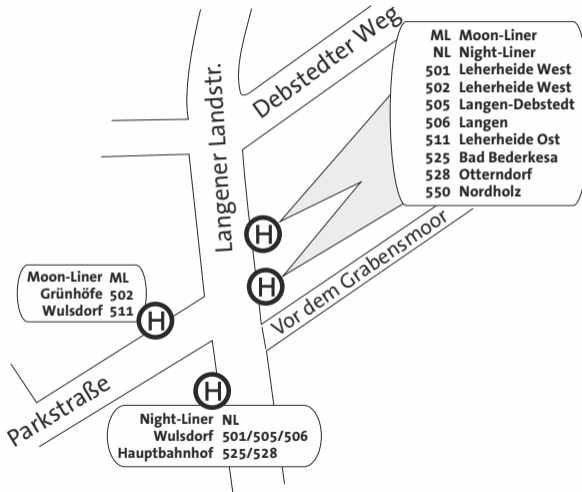 Langener Landstr.
Debstedter Weg
ML Moon-Liner
NL Night-Liner
501 Leherheide West
502 Leherheide West
505 Langen-Debstedt
506 Langen
511 Leherheide Ost
525 Bad Bederkesa
528 Otterndorf
550 Nordholz
H
H
Vor dem Grabensmoor
Moon-Liner ML
Grünhöfe 502
Wulsdorf 511
H
Parkstraße
H
Night-Liner NL
Wulsdorf 501/505/506
Hauptbahnhof 525/528